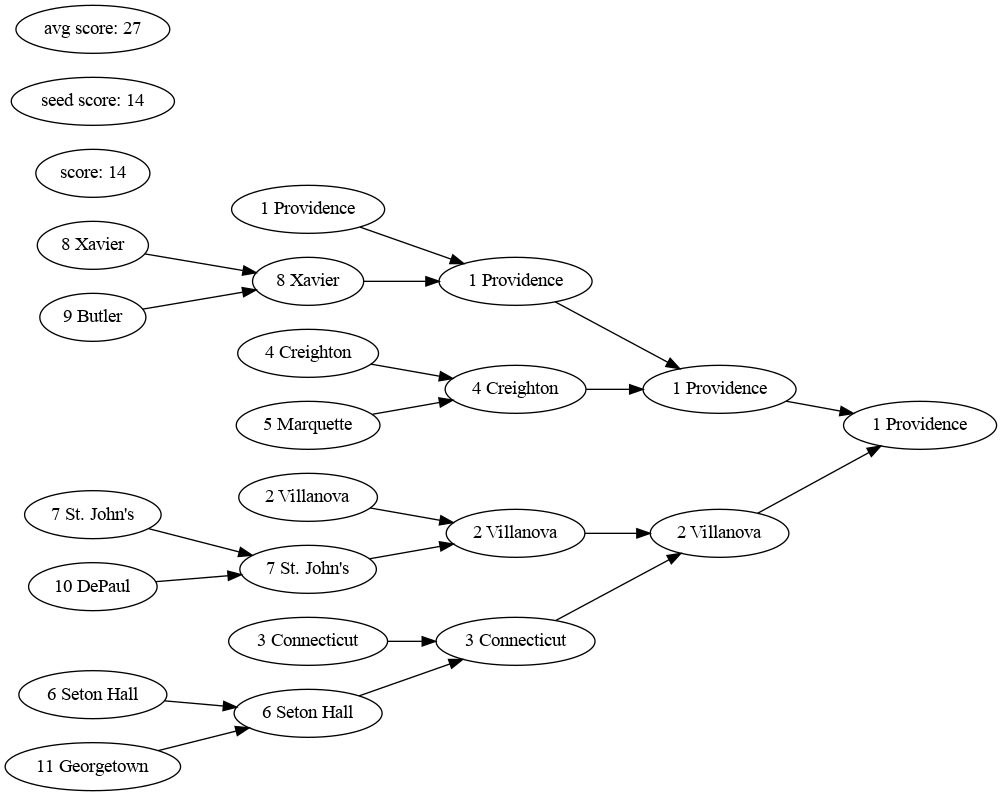 avg score: 27
seed score: 14
score: 14
1 Providence
8 Xavier
8 Xavier
1 Providence
9 Butler
4 Creighton
4 Creighton
1 Providence
5 Marquette
1 Providence
2 Villanova
7 St. John's
2 Villanova
2 Villanova
7 St. John's
10 DePaul
3 Connecticut
3 Connecticut
6 Seton Hall
6 Seton Hall
11 Georgetown